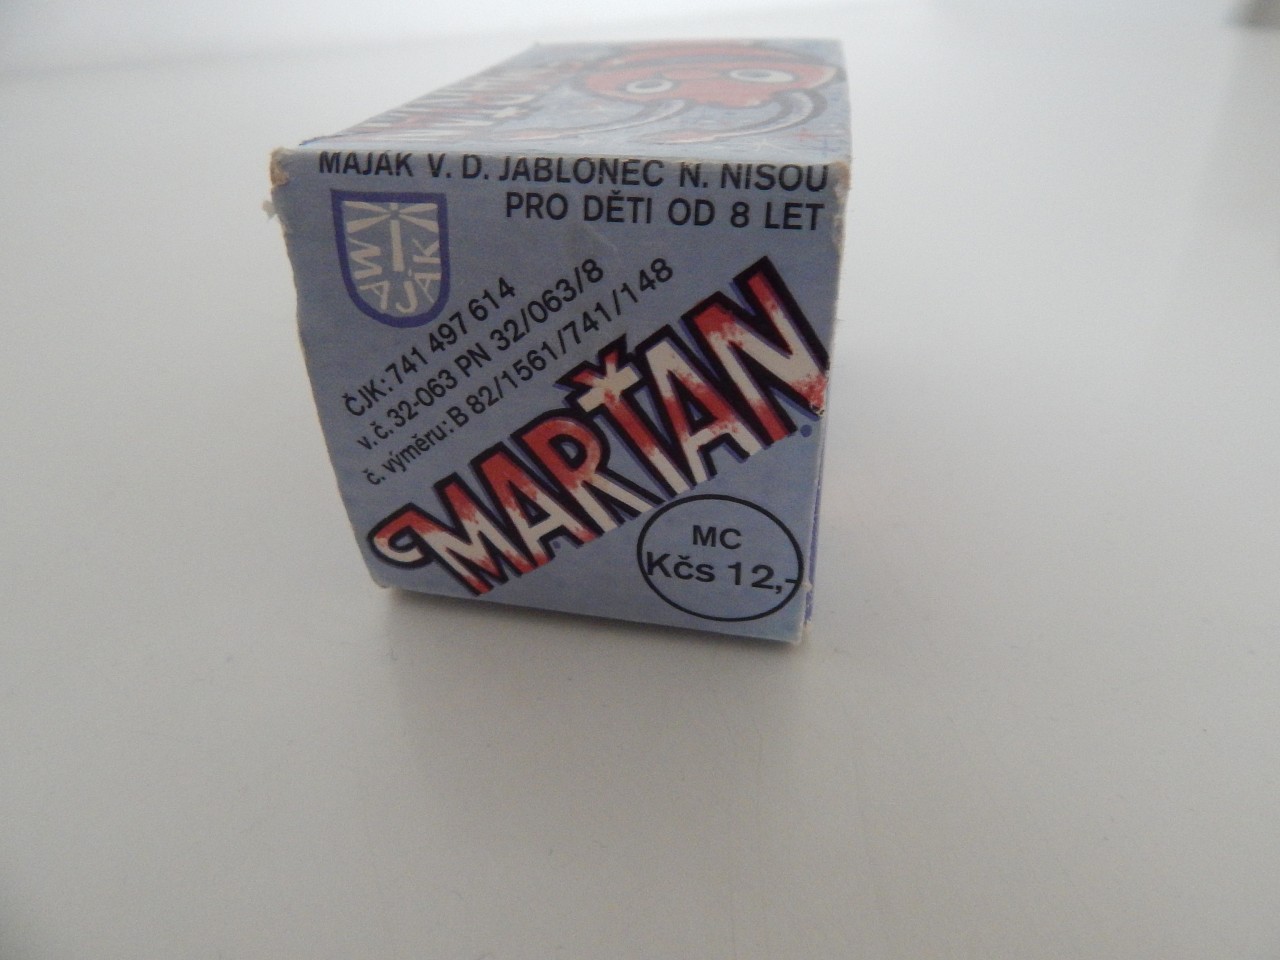 MAJÁK V. D. JABLONEC N. NISOU
PRO DĚTI OD 8 LET
MAJÁK
ČJK: 741 497 614
v. č. 32-063 PN 32/063/8
č. výměru: B 82/1561/741/148
MARŤAN
MC
Kčs 12,-